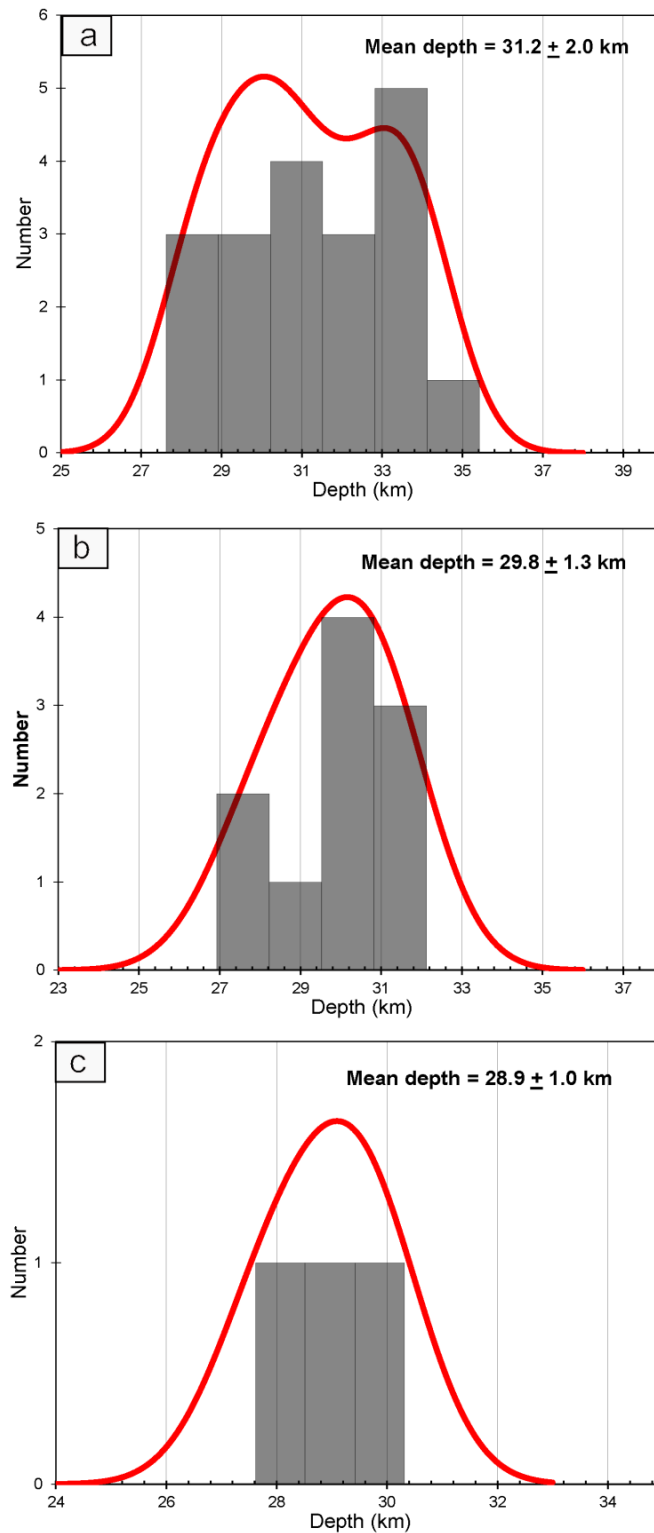 a
Mean depth = 31.2 ± 2.0 km
6
5
4
3
2
1
0
Number
25 27 29 31 33 35 37 39
Depth (km)
b
Mean depth = 29.8 ± 1.3 km
5
4
3
2
1
0
Number
23 25 27 29 31 33 35 37
Depth (km)
c
Mean depth = 28.9 ± 1.0 km
2
1
0
Number
24 26 28 30 32 34
Depth (km)